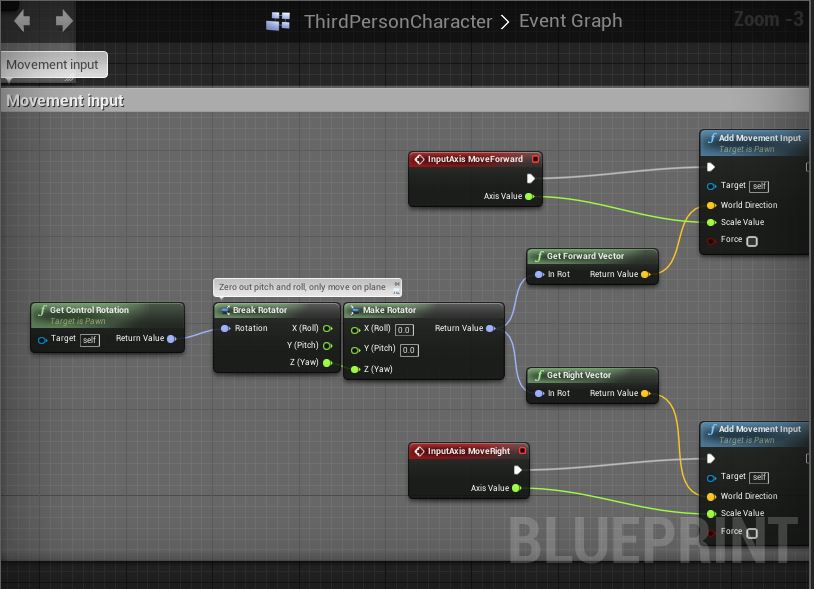 ThirdPersonCharacter > Event Graph
Zoom -3
Movement input
Movement input
InputAxis MoveForward
Axis Value
Add Movement Input
Target is Pawn
Target self
World Direction
Scale Value
Force
Get Forward Vector
In Rot Return Value
Zero out pitch and roll, only move on plane
Get Control Rotation
Target is Pawn
Target self Return Value
Break Rotator
Rotation X (Roll)
Y (Pitch)
Z (Yaw)
Make Rotator
X (Roll) 0.0 Return Value
Y (Pitch) 0.0
Z (Yaw)
Get Right Vector
In Rot Return Value
InputAxis MoveRight
Axis Value
Add Movement Input
Target is Pawn
Target self
World Direction
Scale Value
Force
BLUEPRINT